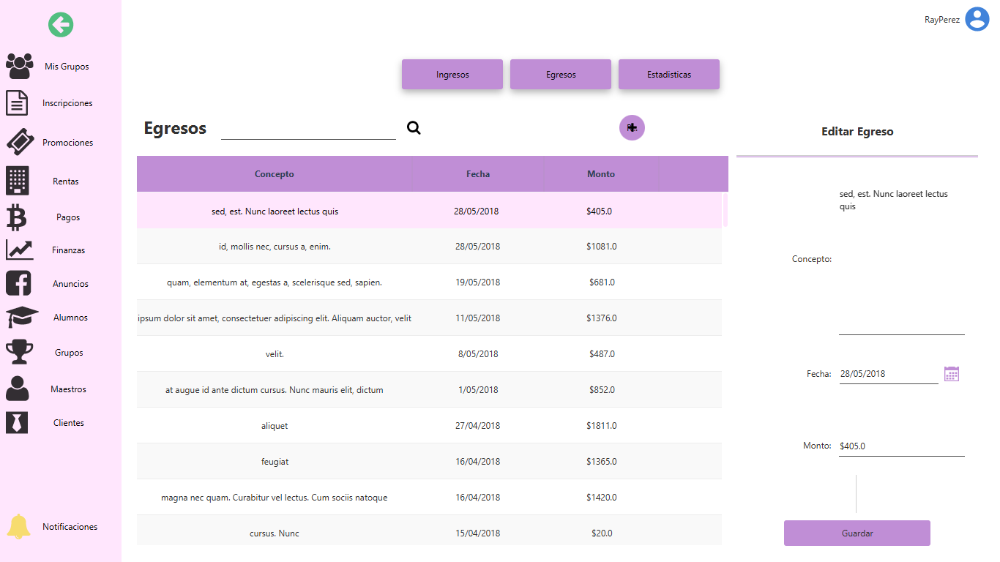 RayPerez
Mis Grupos
Inscripciones
Promociones
Rentas
Pagos
Finanzas
Anuncios
Alumnos
Grupos
Maestros
Clientes
Notificaciones
Ingresos
Egresos
Estadísticas
Egresos
Concepto Fecha Monto
sed, est. Nunc laoreet lectus quis 28/05/2018 $405.0
id, mollis nec, cursus a, enim. 28/05/2018 $1081.0
quam, elementum at, egestas a, scelerisque sed, sapien. 19/05/2018 $681.0
ipsum dolor sit amet, consectetuer adipiscing elit. Aliquam auctor, velit 11/05/2018 $1376.0
velit. 8/05/2018 $487.0
at augue id ante dictum cursus. Nunc mauris elit, dictum 1/05/2018 $852.0
aliquet 27/04/2018 $1811.0
feugiat 16/04/2018 $1365.0
magna nec quam. Curabitur vel lectus. Cum sociis natoque 16/04/2018 $1420.0
cursus. Nunc 15/04/2018 $20.0
Editar Egreso
sed, est. Nunc laoreet lectus
quis
Concepto:
Fecha: 28/05/2018
Monto: $405.0
Guardar